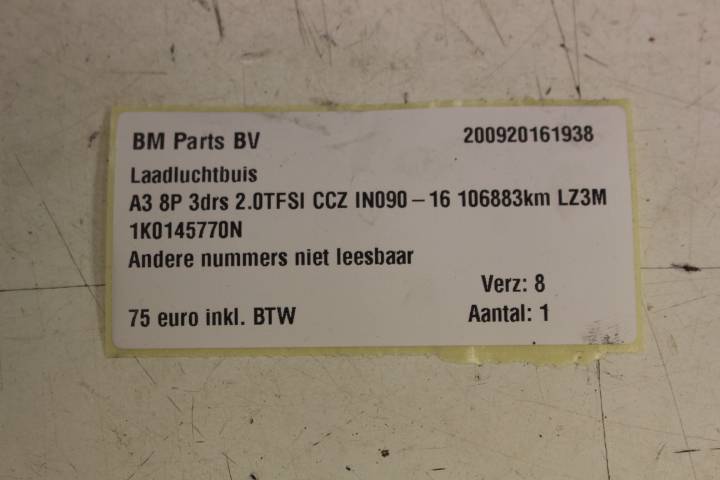 BM Parts BV 200920161938
Laadluchtbuis
A3 8P 3drs 2.0TFSI CCZ IN090-16 106883km LZ3M
1K0145770N
Andere nummers niet leesbaar
Verz: 8
75 euro inkl. BTW Aantal: 1